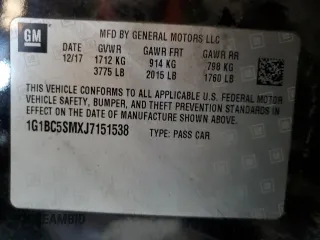 GM
MFD BY GENERAL MOTORS LLC
DATE GVWR GAWR FRT GAWR RR
12/17 1712 KG 914 KG 798 KG
3775 LB 2015 LB 1760 LB
THIS VEHICLE CONFORMS TO ALL APPLICABLE U.S. FEDERAL MOTOR
VEHICLE SAFETY, BUMPER, AND THEFT PREVENTION STANDARDS IN
EFFECT ON THE DATE OF MANUFACTURE SHOWN ABOVE.
1G1BC5SMXJ7151538 TYPE: PASS CAR